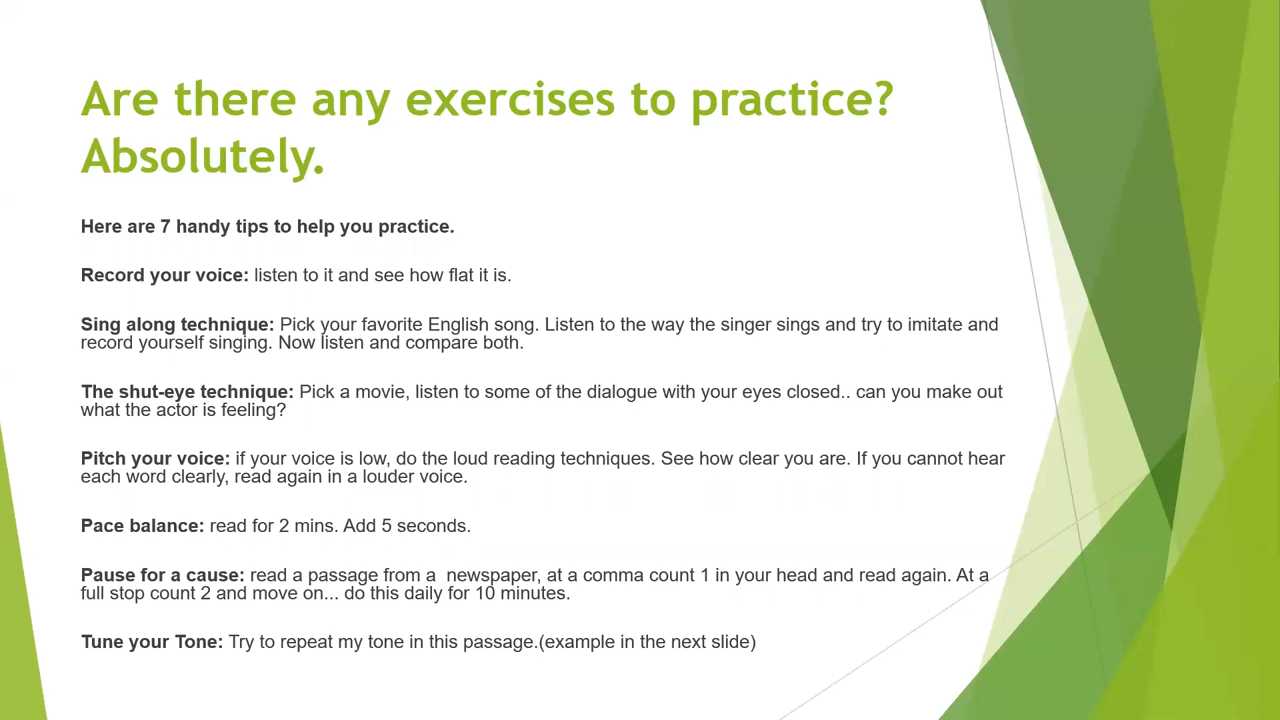 Are there any exercises to practice?
Absolutely.
Here are 7 handy tips to help you practice.
Record your voice: listen to it and see how flat it is.
Sing along technique: Pick your favorite English song. Listen to the way the singer sings and try to imitate and
record yourself singing. Now listen and compare both.
The shut-eye technique: Pick a movie, listen to some of the dialogue with your eyes closed.. can you make out
what the actor is feeling?
Pitch your voice: if your voice is low, do the loud reading techniques. See how clear you are. If you cannot hear
each word clearly, read again in a louder voice.
Pace balance: read for 2 mins. Add 5 seconds.
Pause for a cause: read a passage from a  newspaper, at a comma count 1 in your head and read again. At a
full stop count 2 and move on... do this daily for 10 minutes.
Tune your Tone: Try to repeat my tone in this passage.(example in the next slide)